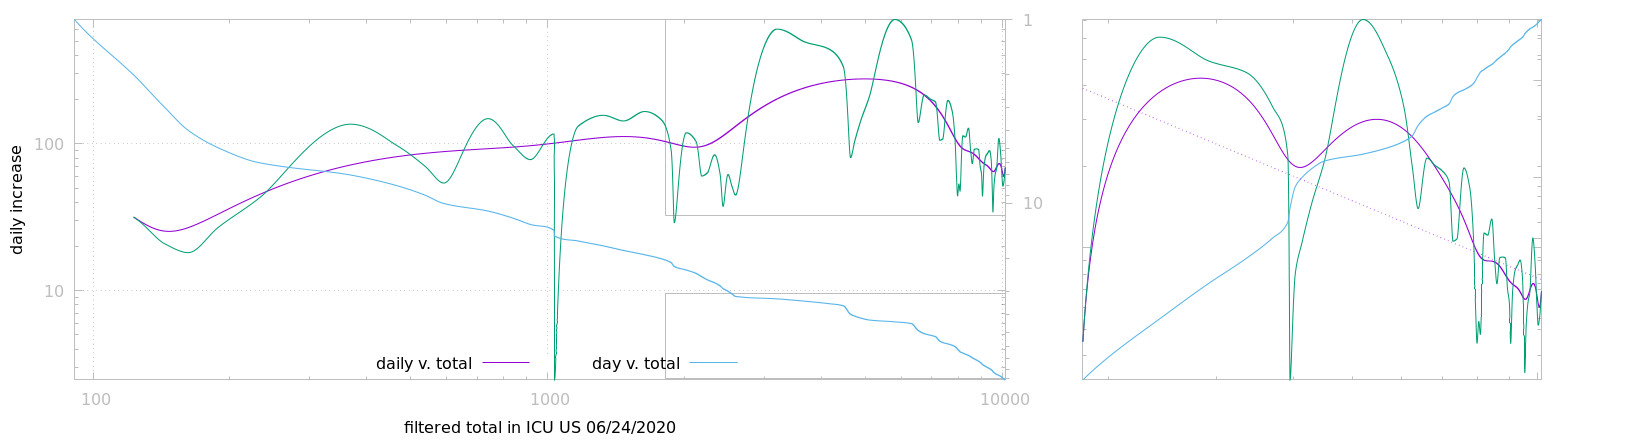 1
100
10
10
daily increase
daily v. total
day v. total
100
1000
10000
filtered total in ICU US 06/24/2020